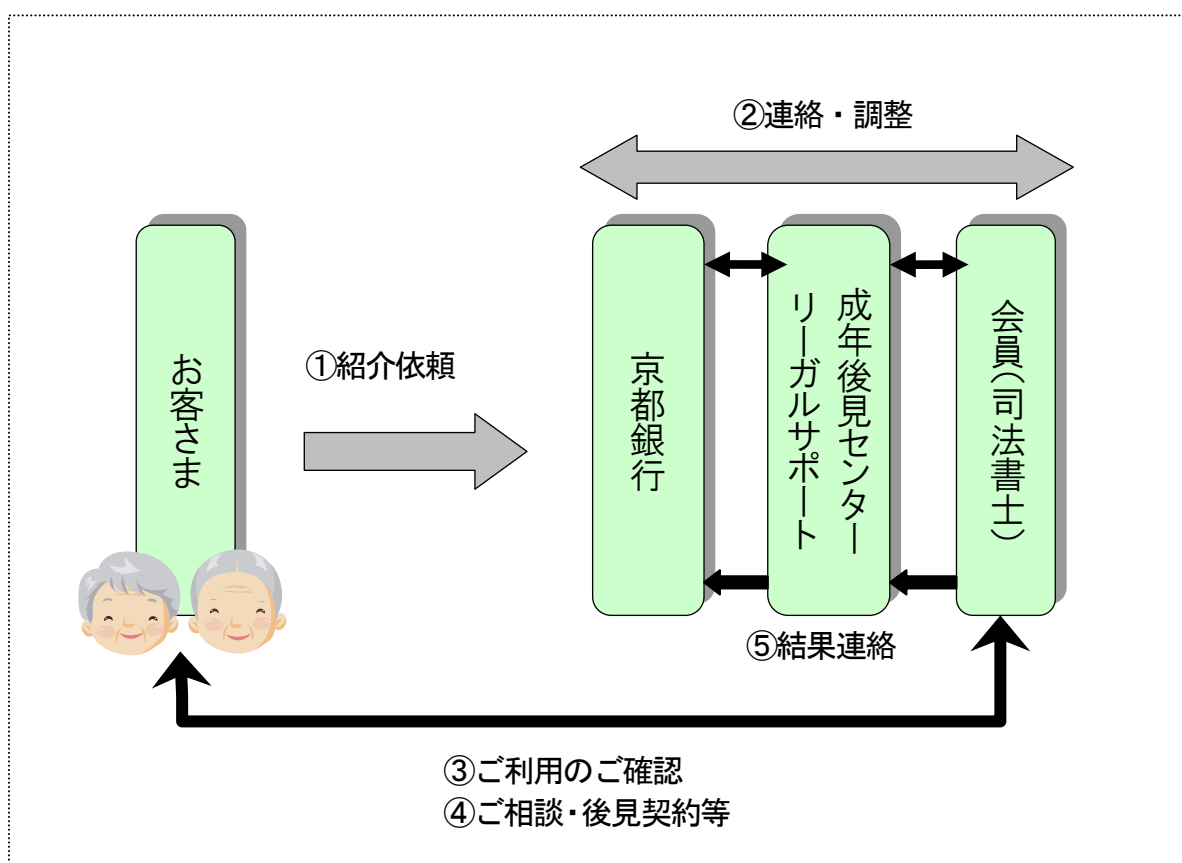 ②連絡・調整
お客さま
①紹介依頼
京都銀行
成年後見センター
リーガルサポート
会員（司法書士）
⑤結果連絡
③ご利用のご確認
④ご相談・後見契約等